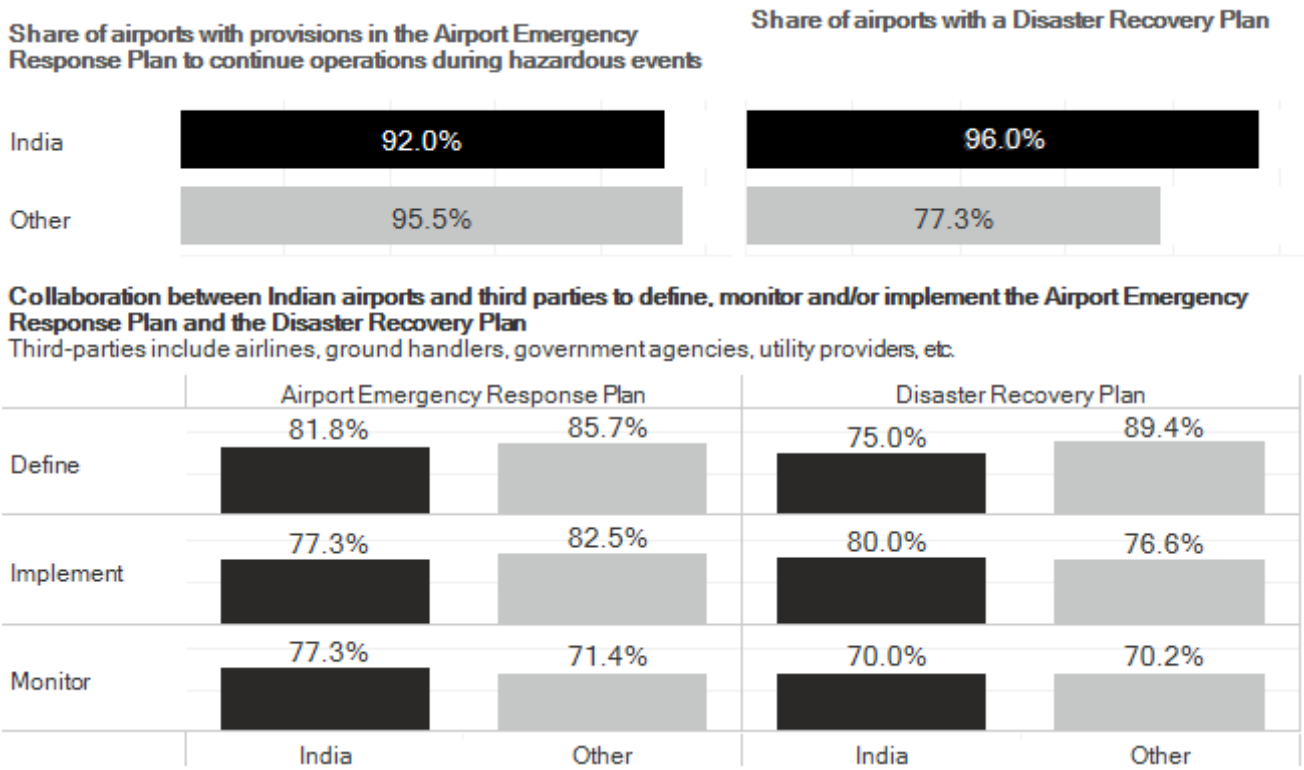 Share of airports with provisions in the Airport Emergency
Response Plan to continue operations during hazardous events
Share of airports with a Disaster Recovery Plan
India
92.0%
96.0%
Other
95.5%
77.3%
Collaboration between Indian airports and third parties to define, monitor and/or implement the Airport Emergency
Response Plan and the Disaster Recovery Plan
Third-parties include airlines, ground handlers, government agencies, utility providers, etc.
Airport Emergency Response Plan
Disaster Recovery Plan
Define
81.8%
85.7%
75.0%
89.4%
Implement
77.3%
82.5%
80.0%
76.6%
Monitor
77.3%
71.4%
70.0%
70.2%
India
Other
India
Other